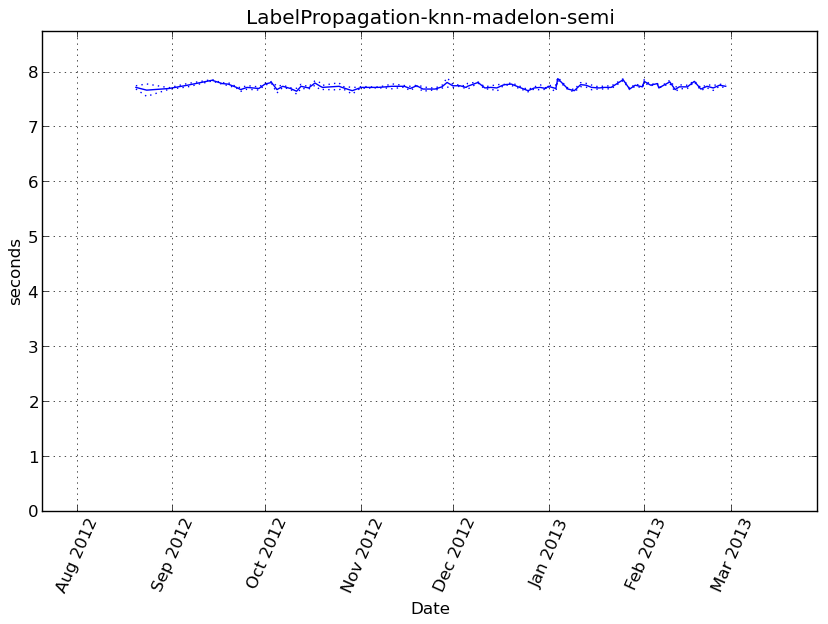 LabelPropagation-knn-madelon-semi
8
7
6
5
4
3
2
1
0
seconds
Aug 2012
Sep 2012
Oct 2012
Nov 2012
Dec 2012
Jan 2013
Feb 2013
Mar 2013
Date